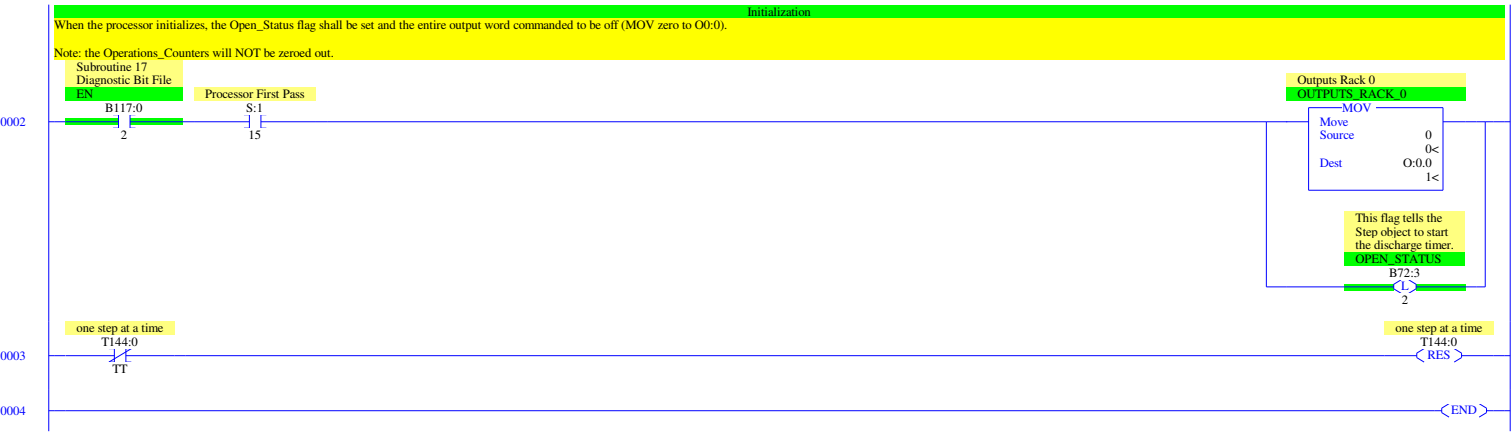 Initialization
When the processor initializes, the Open_Status flag shall be set and the entire output word commanded to be off (MOV zero to O0:0).
Note: the Operations_Counters will NOT be zeroed out.
Subroutine 17
Diagnostic Bit File
EN
B117:0
2
Processor First Pass
S:1
15
0002
Outputs Rack 0
OUTPUTS_RACK_0
MOV
Move
Source 0
0<
Dest O:0.0
1<
This flag tells the
Step object to start
the discharge timer.
OPEN_STATUS
B72:3
L
2
one step at a time
T144:0
TT
0003
one step at a time
T144:0
RES
0004
END